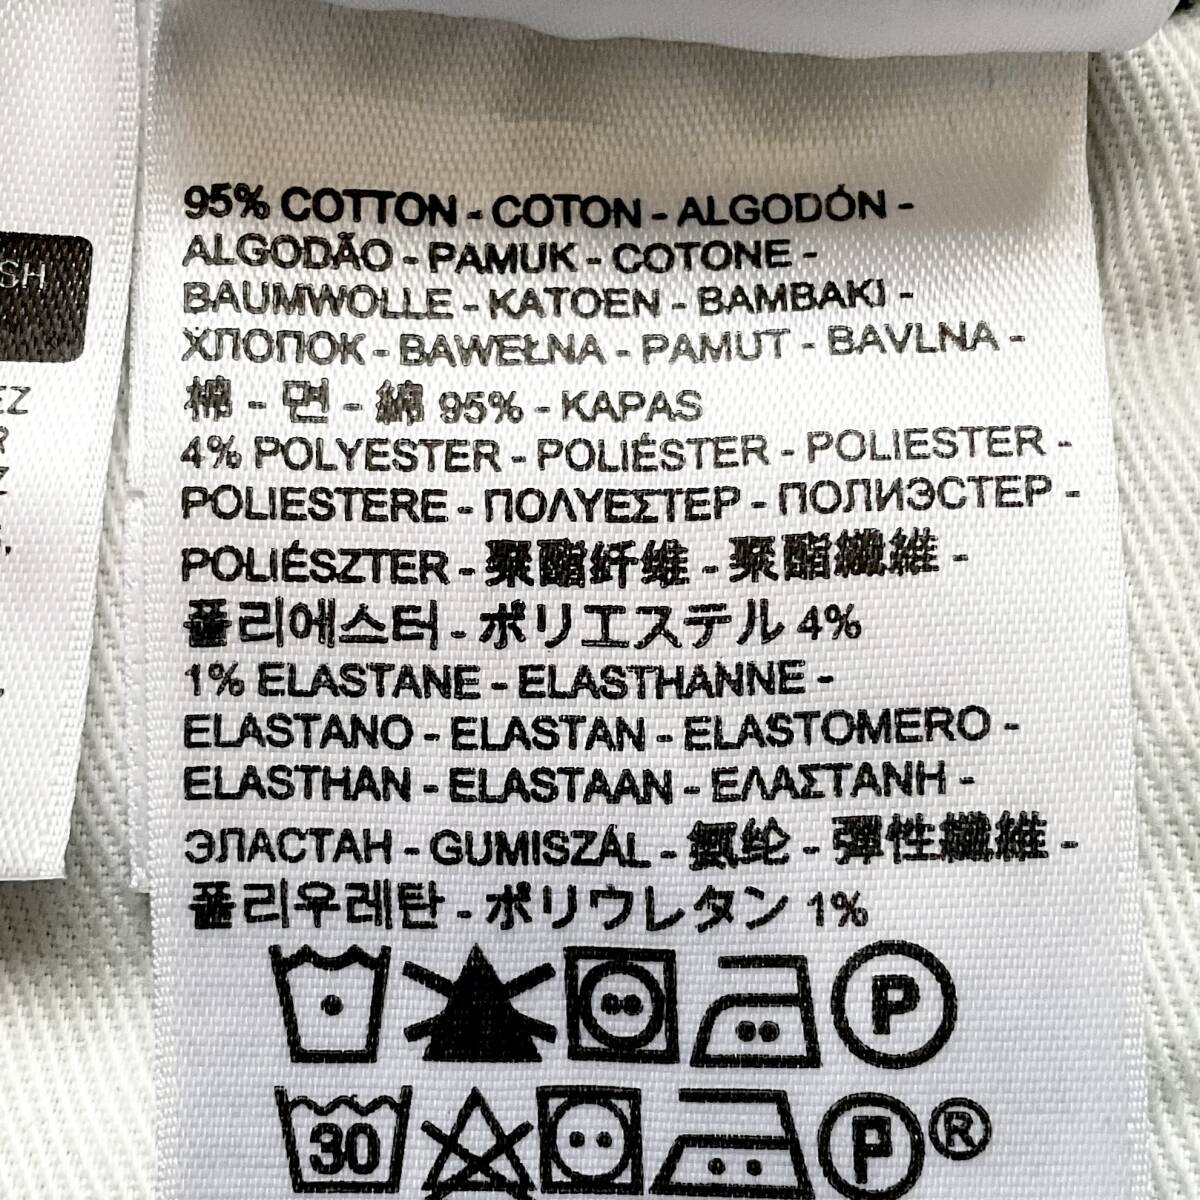 95% COTTON - COTON - ALGODÓN -
ALGODÃO - PAMUK - COTONE -
BAUMWOLLE - KATOEN - BAMBAKI -
ХЛОПОК - BAWEŁNA - PAMUT - BAVLNA -
棉 - 면 - 綿 95% - KAPAS
4% POLYESTER - POLIÉSTER - POLIESTER -
POLIESTERE - ΠΟΛΥΕΣΤΕΡ - ПОЛИЭСТЕР -
POLIÉSZTER - 聚酯纤维 - 聚酯纖維 -
폴리에스터 - ポリエステル 4%
1% ELASTANE - ELASTHANNE -
ELASTANO - ELASTAN - ELASTOMERO -
ELASTHAN - ELASTAAN - ΕΛΑΣΤΑΝΗ -
ЭЛАСТАН - GUMISZÁL - 氨纶 - 彈性纖維 -
폴리우레탄 - ポリウレタン 1%
P
30 P ®
SH
EZ
R
Z